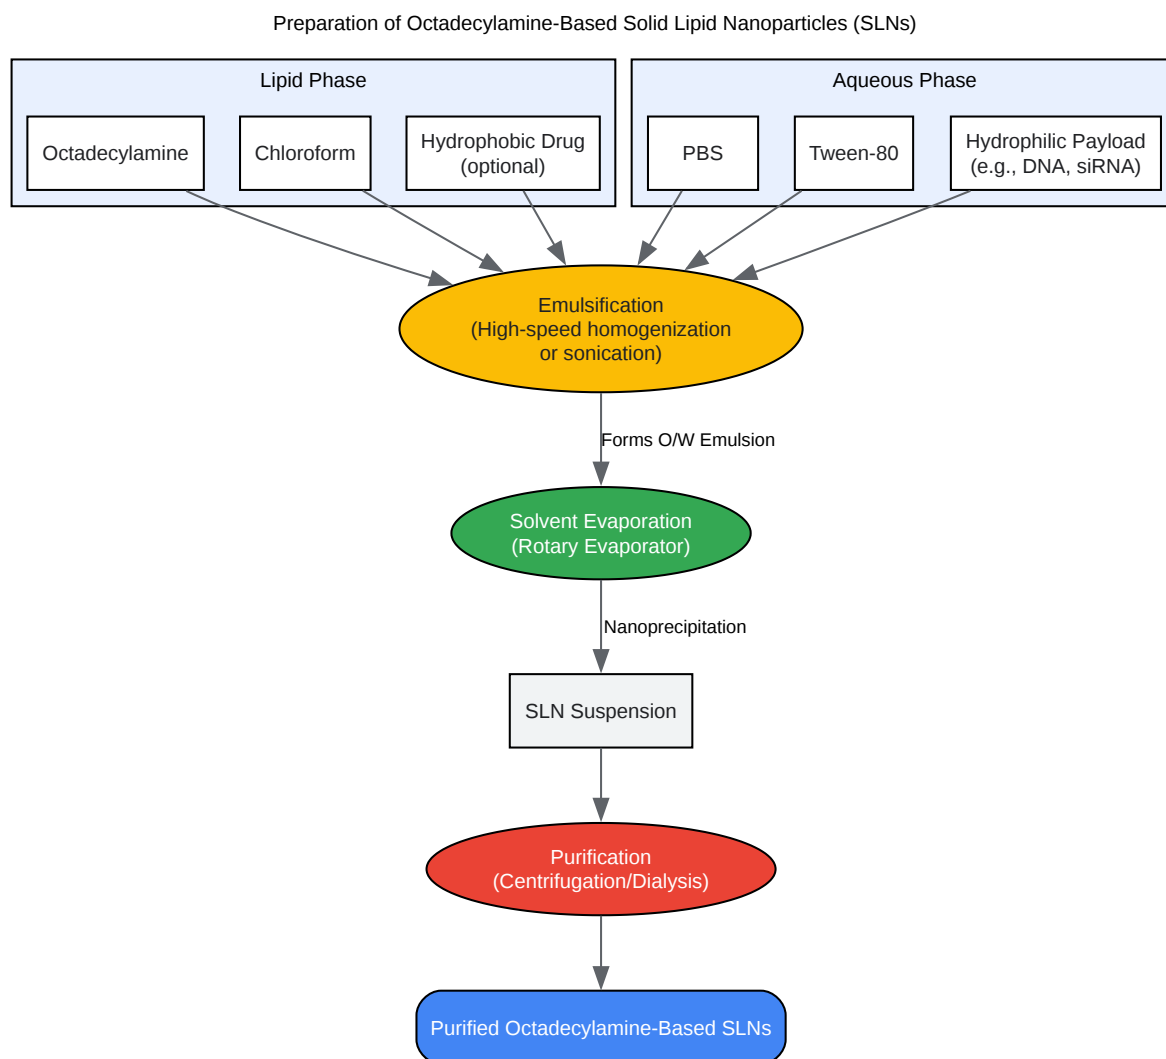 Preparation of Octadecylamine-Based Solid Lipid Nanoparticles (SLNs)
Lipid Phase
Aqueous Phase
Octadecylamine
Chloroform
Hydrophobic Drug
(optional)
PBS
Tween-80
Hydrophilic Payload
(e.g., DNA, siRNA)
Emulsification
(High-speed homogenization
or sonication)
Forms O/W Emulsion
Solvent Evaporation
(Rotary Evaporator)
Nanoprecipitation
SLN Suspension
Purification
(Centrifugation/Dialysis)
Purified Octadecylamine-Based SLNs